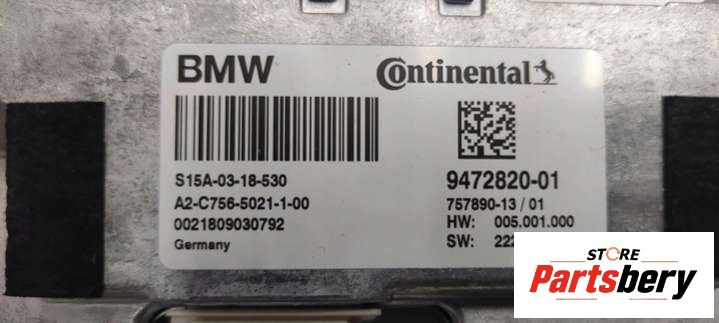 BMW
Continental
S15A-03-18-530
A2-C756-5021-1-00
0021809030792
Germany
9472820-01
757890-13 / 01
HW: 005.001.000
SW: 222
STORE
Partsbery